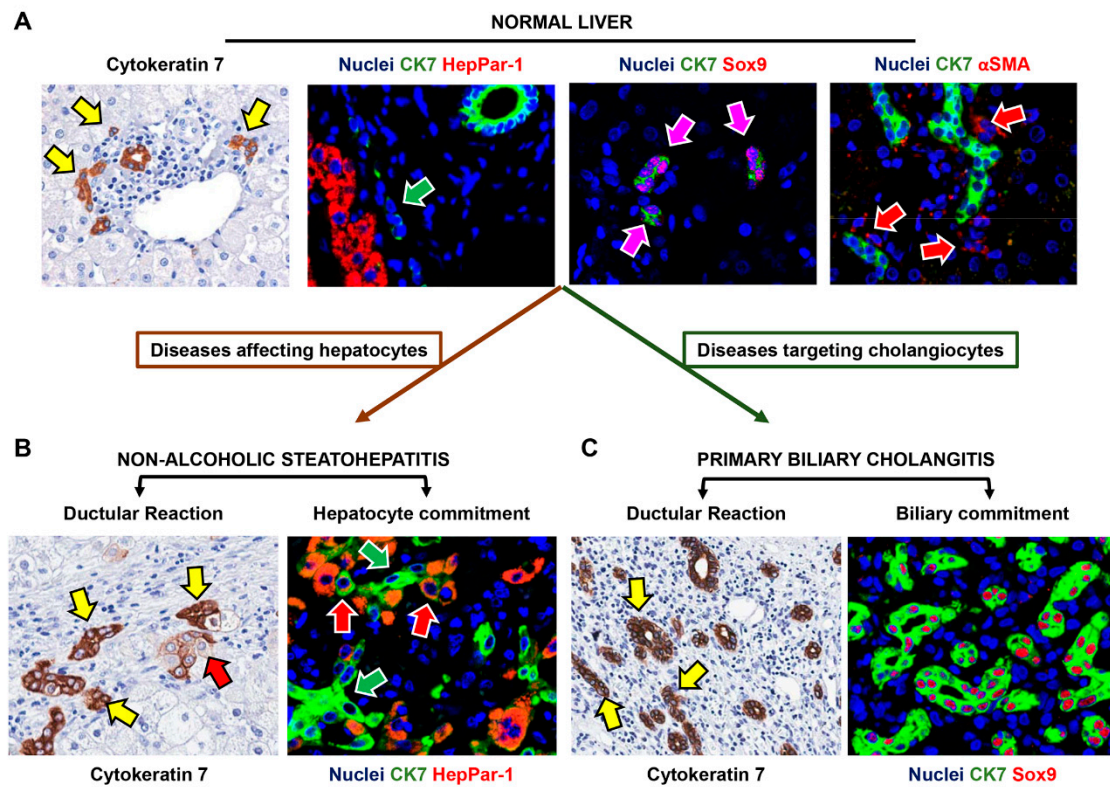 A
NORMAL LIVER
Cytokeratin 7
Nuclei CK7 HepPar-1
Nuclei CK7 Sox9
Nuclei CK7 αSMA
Diseases affecting hepatocytes
Diseases targeting cholangiocytes
B
NON-ALCOHOLIC STEATOHEPATITIS
Ductular Reaction
Hepatocyte commitment
Cytokeratin 7
Nuclei CK7 HepPar-1
C
PRIMARY BILIARY CHOLANGITIS
Ductular Reaction
Biliary commitment
Cytokeratin 7
Nuclei CK7 Sox9